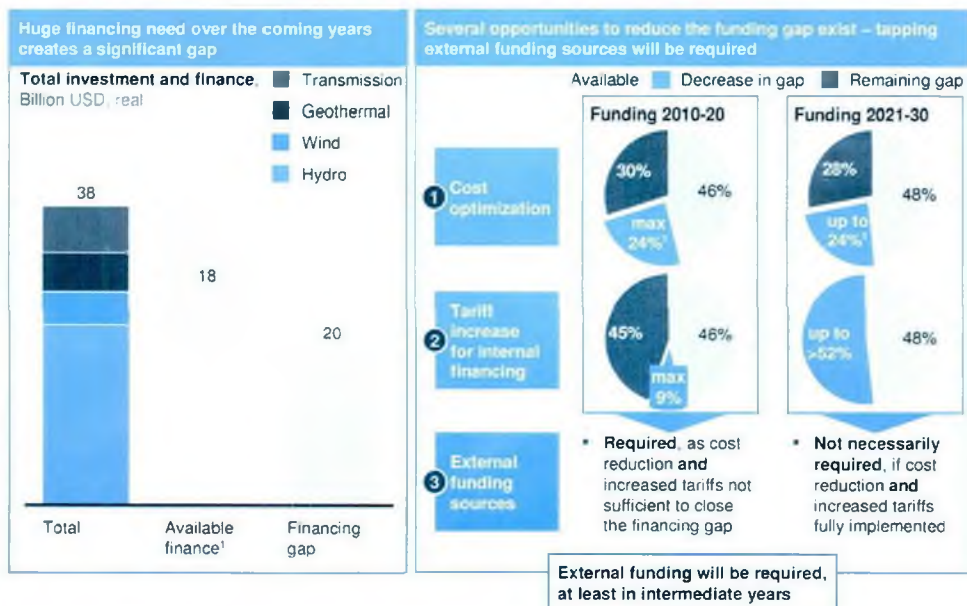 Huge financing need over the coming years
creates a significant gap
Total investment and finance,
Billion USD, real
Transmission
Geothermal
Wind
Hydro
38
18
20
Total
Available
finance¹
Financing
gap
Several opportunities to reduce the funding gap exist – tapping
external funding sources will be required
Available
Decrease in gap
Remaining gap
Funding 2010-20
Funding 2021-30
1
Cost
optimization
30%
46%
max
24%¹
28%
48%
up to
24%¹
2
Tariff
increase
for internal
financing
45%
46%
max
9%
up to
>52%
48%
3
External
funding
sources
▪ Required, as cost
reduction and
increased tariffs not
sufficient to close
the financing gap
▪ Not necessarily
required, if cost
reduction and
increased tariffs
fully implemented
External funding will be required,
at least in intermediate years